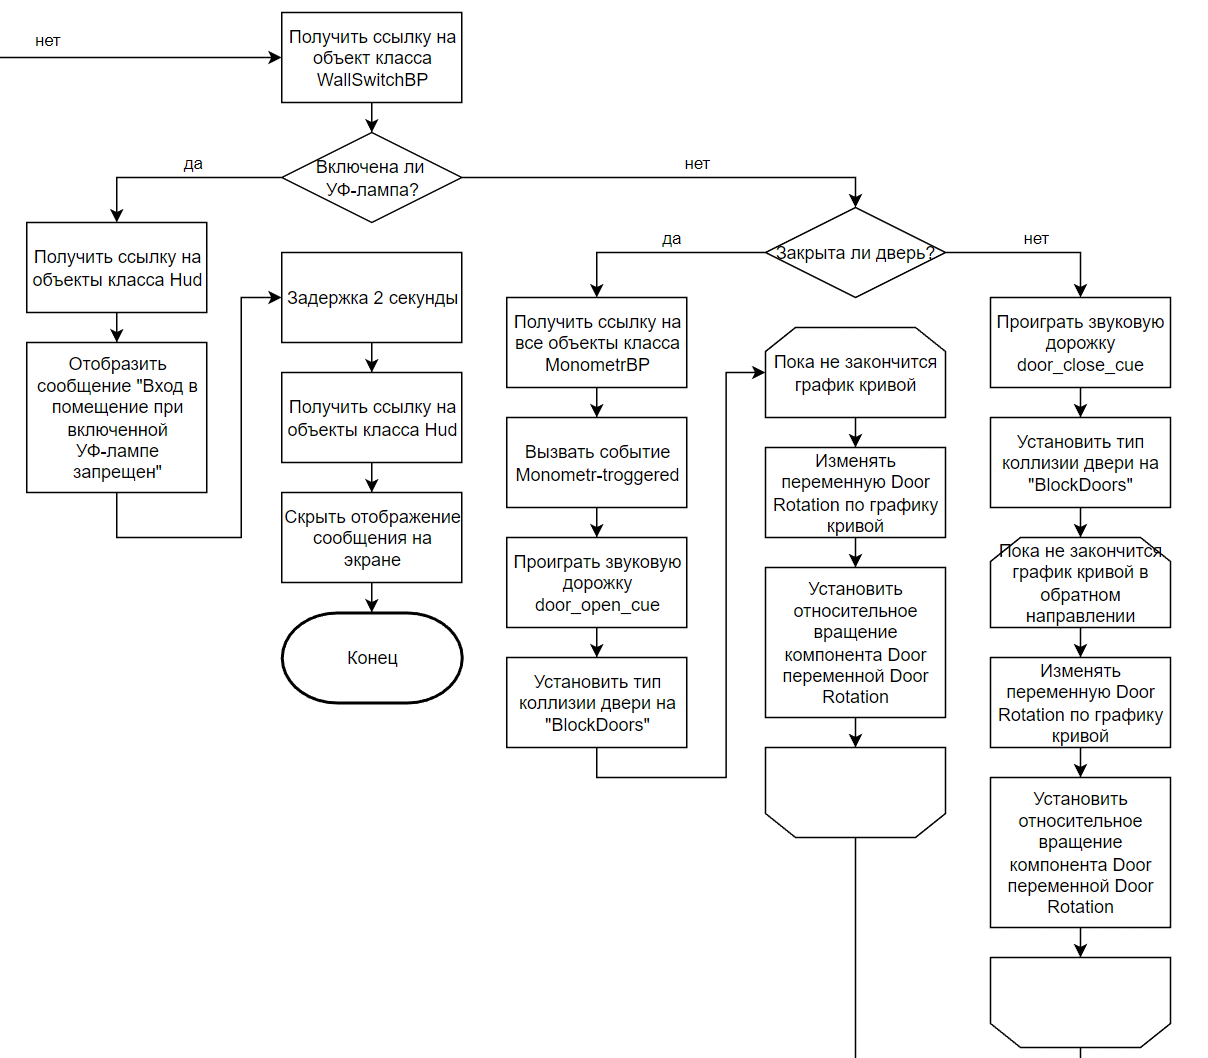 нет
Получить ссылку на
объект класса
WallSwitchBP
Включена ли
УФ-лампа?
да
нет
Получить ссылку на
объекты класса Hud
Отобразить
сообщение "Вход в
помещение при
включенной
УФ-лампе
запрещен"
Задержка 2 секунды
Получить ссылку на
объекты класса Hud
Скрыть отображение
сообщения на
экране
Конец
Закрыта ли дверь?
да
нет
Получить ссылку на
все объекты класса
MonometrBP
Вызвать событие
Monometr-troggered
Проиграть звуковую
дорожку
door_open_cue
Установить тип
коллизии двери на
"BlockDoors"
Пока не закончится
график кривой
Изменять
переменную Door
Rotation по графику
кривой
Установить
относительное
вращение
компонента Door
переменной Door
Rotation
Проиграть звуковую
дорожку
door_close_cue
Установить тип
коллизии двери на
"BlockDoors"
Пока не закончится
график кривой в
обратном
направлении
Изменять
переменную Door
Rotation по графику
кривой
Установить
относительное
вращение
компонента Door
переменной Door
Rotation